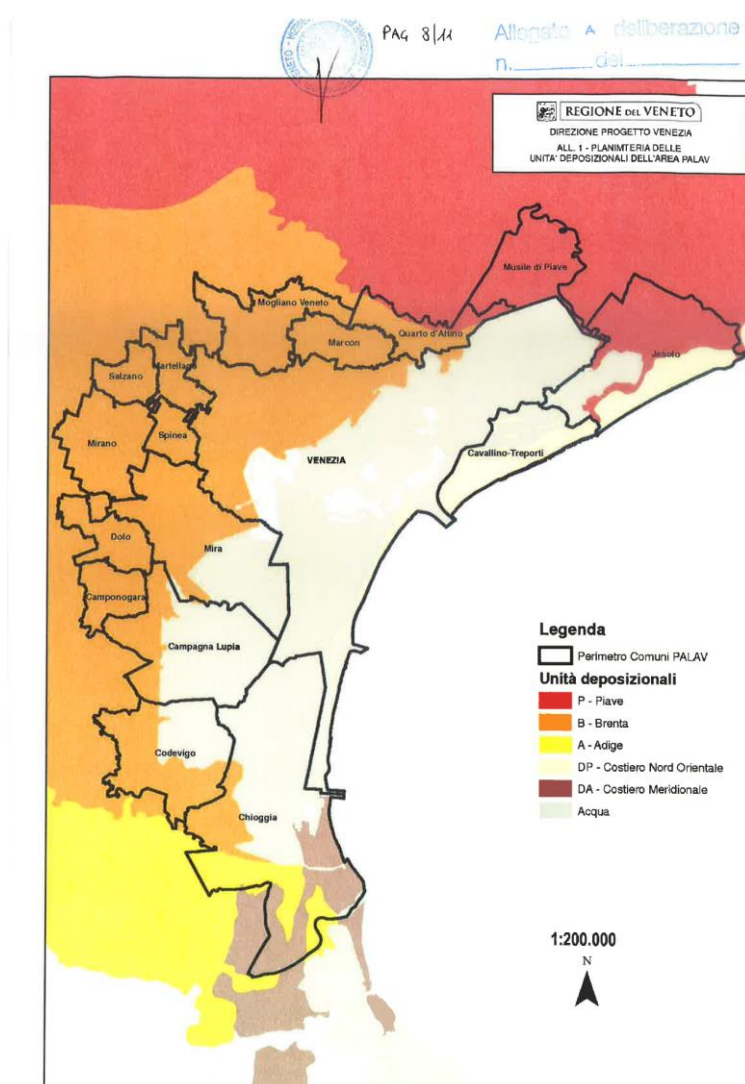 PAG 8/11
Allegato A deliberazione
n. del
REGIONE DEL VENETO
DIREZIONE PROGETTO VENEZIA
ALL. 1 - PLANIMTERIA DELLE
UNITA' DEPOSIZIONALI DELL'AREA PALAV
Musile di Piave
Mogliano Veneto
Quarto d'Altino
Marcon
Jesolo
Martellago
Salzano
Spinea
Mirano
Cavallino-Treporti
VENEZIA
Dolo
Mira
Camponogara
Campagna Lupia
Codevigo
Chioggia
Legenda
Perimetro Comuni PALAV
Unità deposizionali
P - Piave
B - Brenta
A - Adige
DP - Costiero Nord Orientale
DA - Costiero Meridionale
Acqua
1:200.000
N